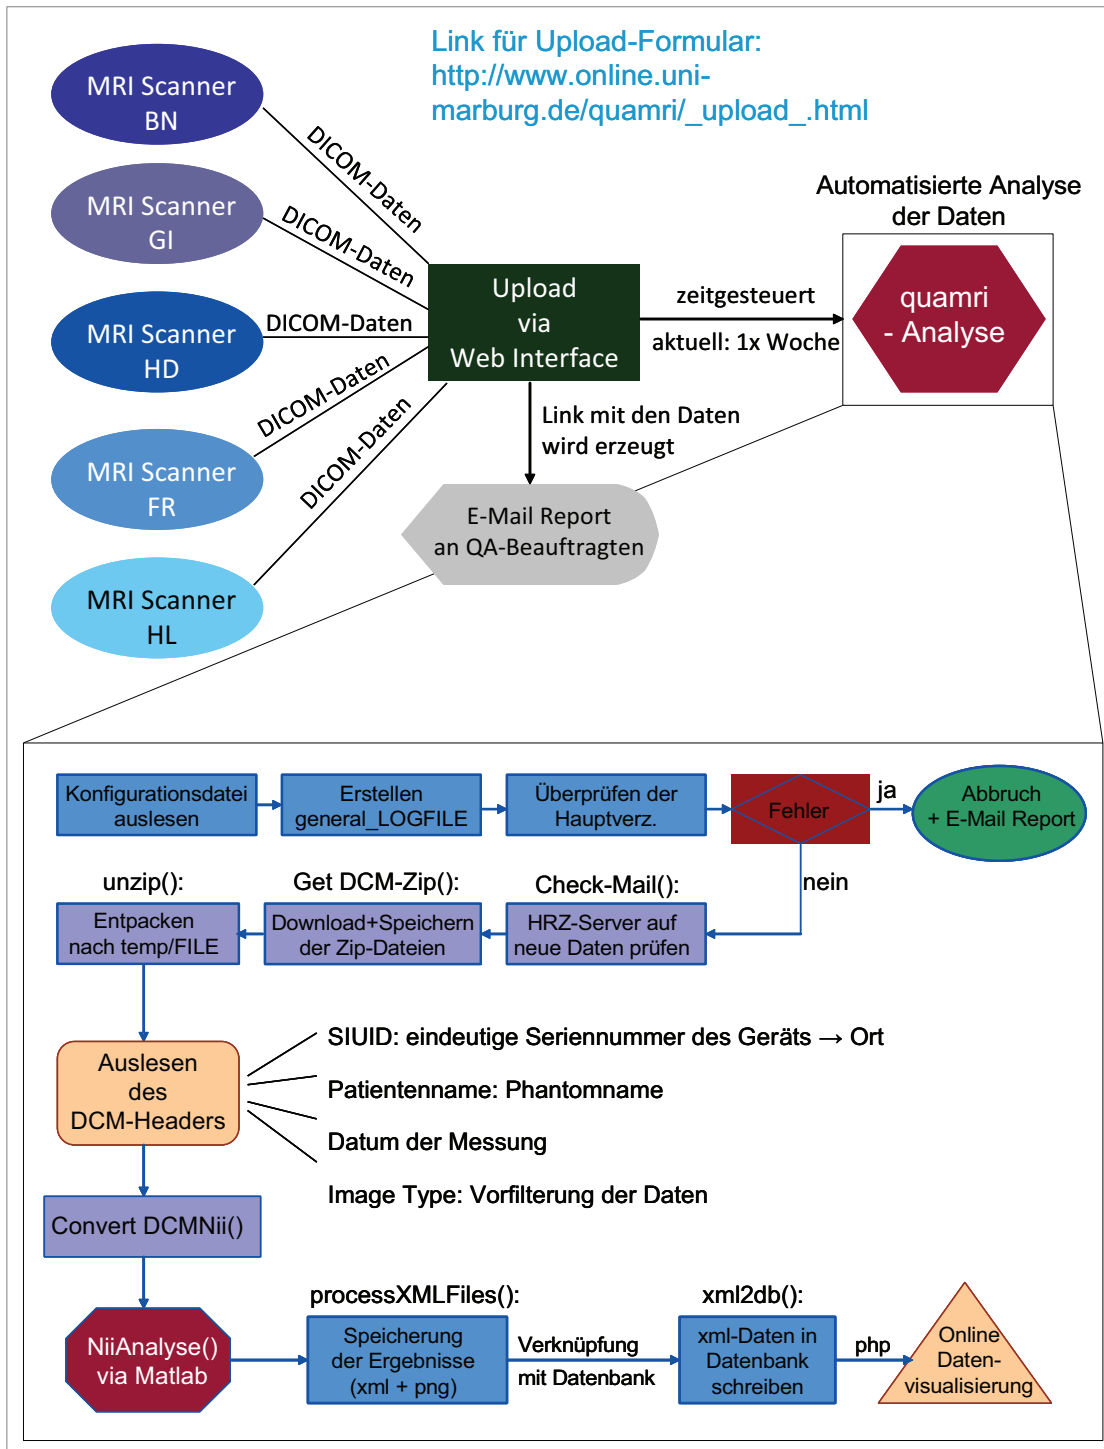 Link für Upload-Formular:
http://www.online.uni-
marburg.de/quamri/_upload_.html
MRI Scanner
BN
MRI Scanner
GI
MRI Scanner
HD
MRI Scanner
FR
MRI Scanner
HL
DICOM-Daten
DICOM-Daten
DICOM-Daten
DICOM-Daten
DICOM-Daten
Upload
via
Web Interface
zeitgesteuert
aktuell: 1x Woche
Automatisierte Analyse
der Daten
quamri
- Analyse
Link mit den Daten
wird erzeugt
E-Mail Report
an QA-Beauftragten
Konfigurationsdatei
auslesen
Erstellen
general_LOGFILE
Überprüfen der
Hauptverz.
Fehler
ja
Abbruch
+ E-Mail Report
nein
unzip():
Entpacken
nach temp/FILE
Get DCM-Zip():
Download+Speichern
der Zip-Dateien
Check-Mail():
HRZ-Server auf
neue Daten prüfen
Auslesen
des
DCM-Headers
SIUID: eindeutige Seriennummer des Geräts → Ort
Patientenname: Phantomname
Datum der Messung
Image Type: Vorfilterung der Daten
Convert DCMNii()
NiiAnalyse()
via Matlab
processXMLFiles():
Speicherung
der Ergebnisse
(xml + png)
Verknüpfung
mit Datenbank
xml2db():
xml-Daten in
Datenbank
schreiben
php
Online
Daten-
visualisierung